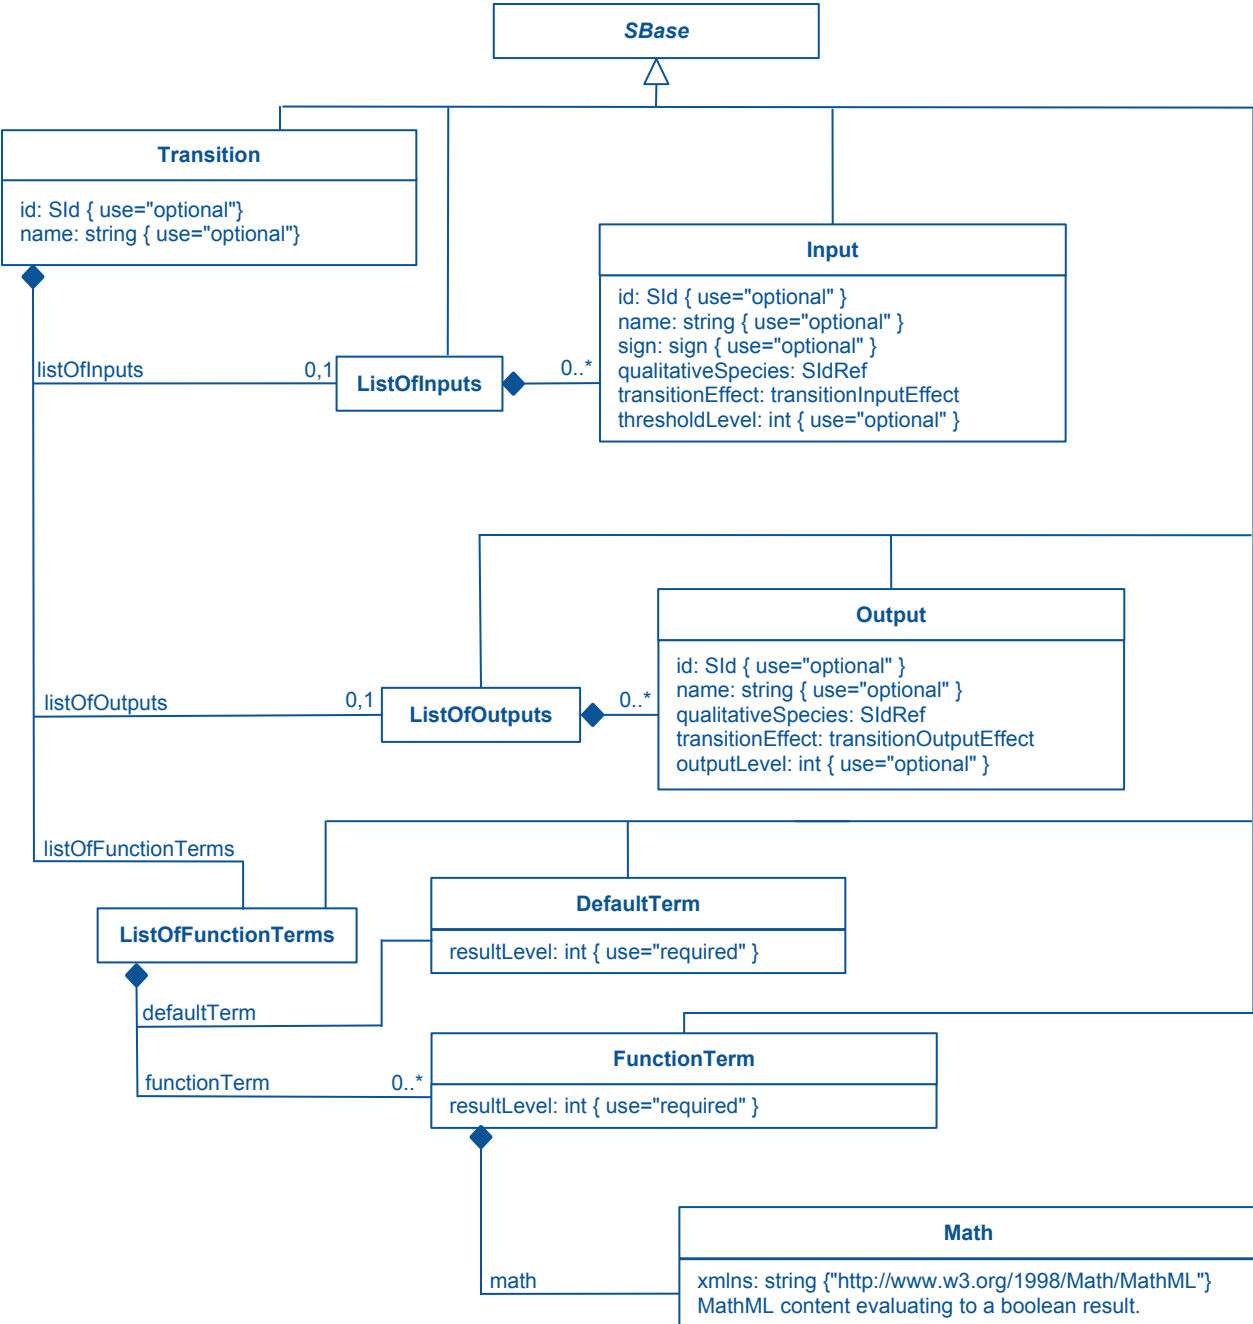 SBase
Transition
id: SId { use="optional"}
name: string { use="optional"}
Input
id: SId { use="optional" }
name: string { use="optional" }
sign: sign { use="optional" }
qualitativeSpecies: SIdRef
transitionEffect: transitionInputEffect
thresholdLevel: int { use="optional" }
listOfInputs
0,1
ListOfInputs
0..*
Output
id: SId { use="optional" }
name: string { use="optional" }
qualitativeSpecies: SIdRef
transitionEffect: transitionOutputEffect
outputLevel: int { use="optional" }
listOfOutputs
0,1
ListOfOutputs
0..*
listOfFunctionTerms
ListOfFunctionTerms
DefaultTerm
resultLevel: int { use="required" }
defaultTerm
FunctionTerm
resultLevel: int { use="required" }
functionTerm
0..*
Math
xmlns: string {"http://www.w3.org/1998/Math/MathML"}
MathML content evaluating to a boolean result.
math